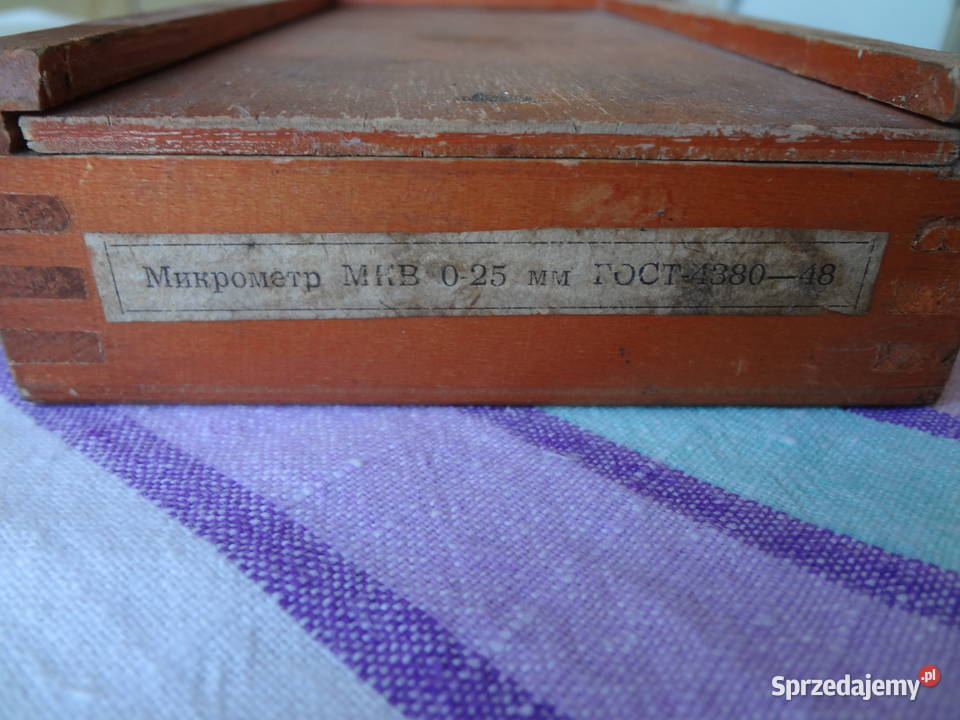 Микрометр МКВ 0-25 мм ГОСТ-4380—48
Sprzedajemy.pl